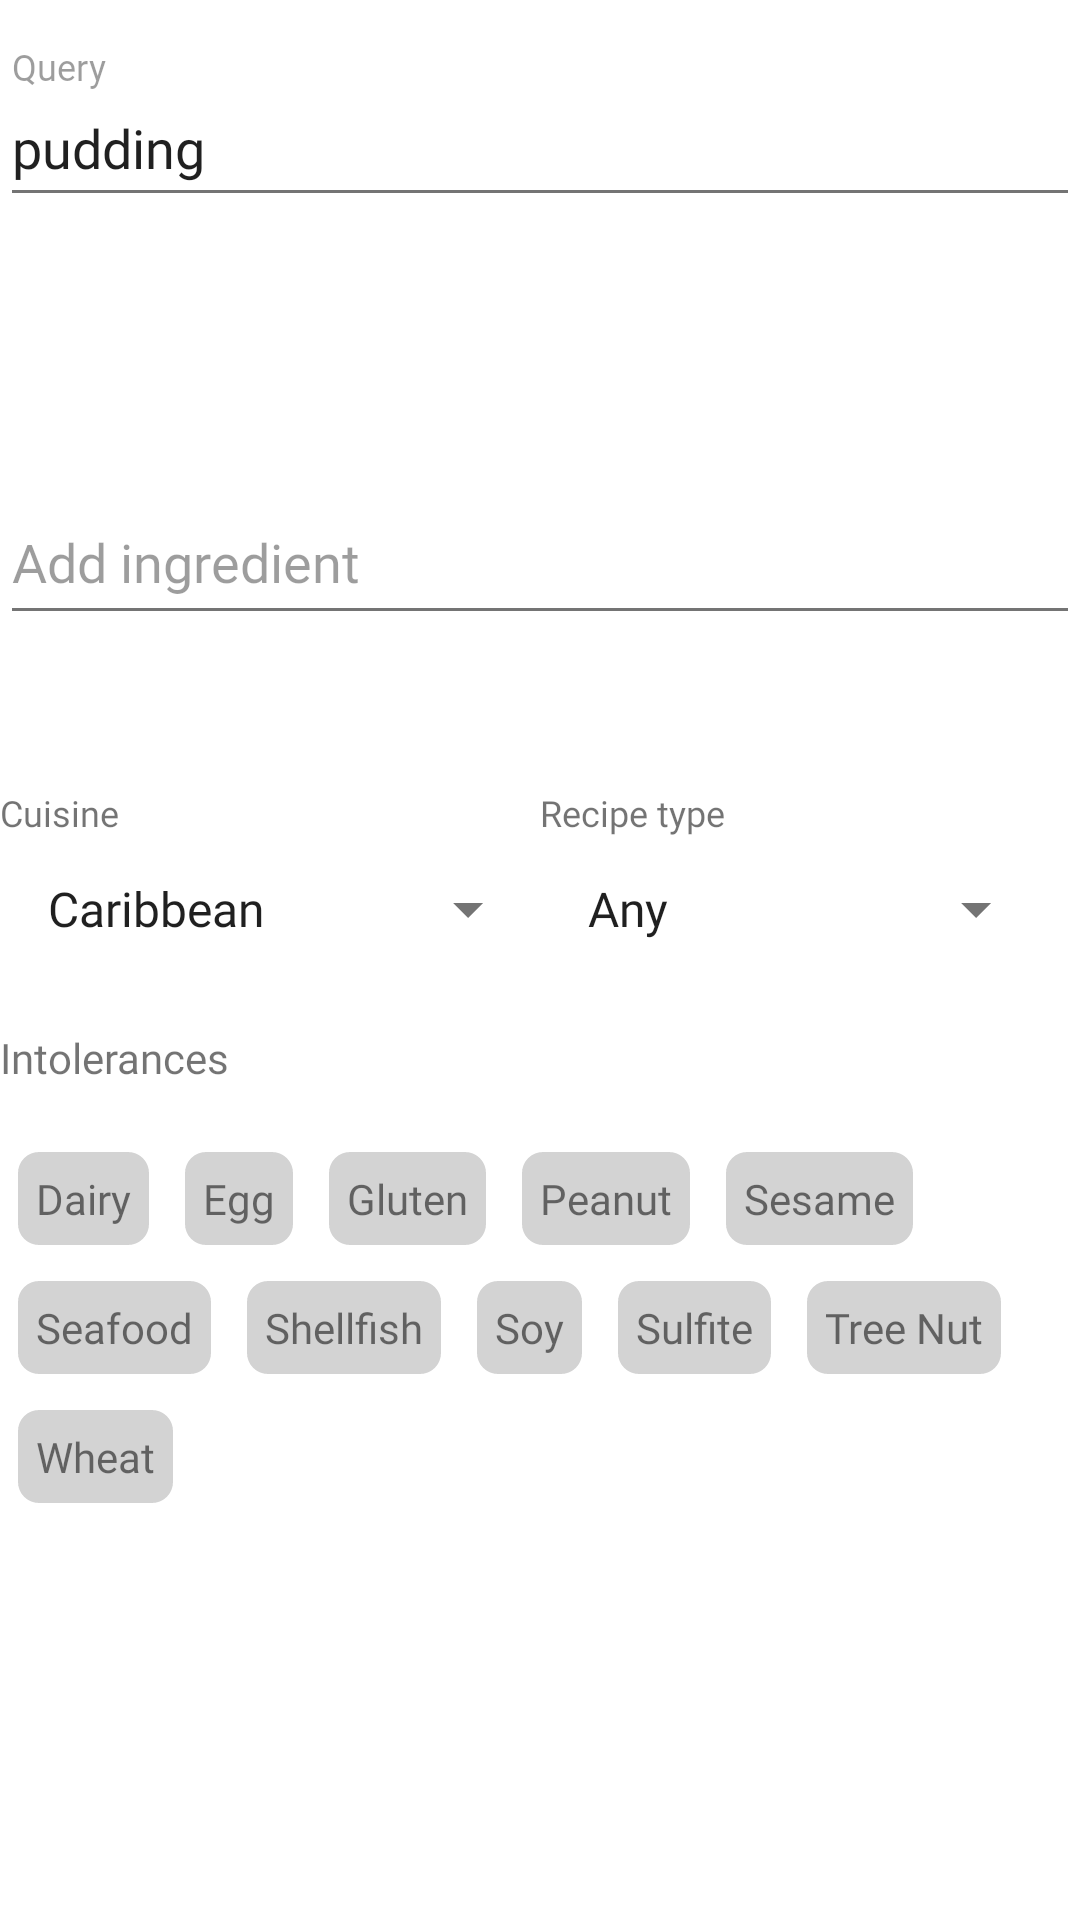 Query
pudding
Add ingredient
Cuisine Recipe type
Caribbean Any
Intolerances
Dairy Egg Gluten Peanut Sesame
Seafood Shellfish Soy Sulfite Tree Nut
Wheat